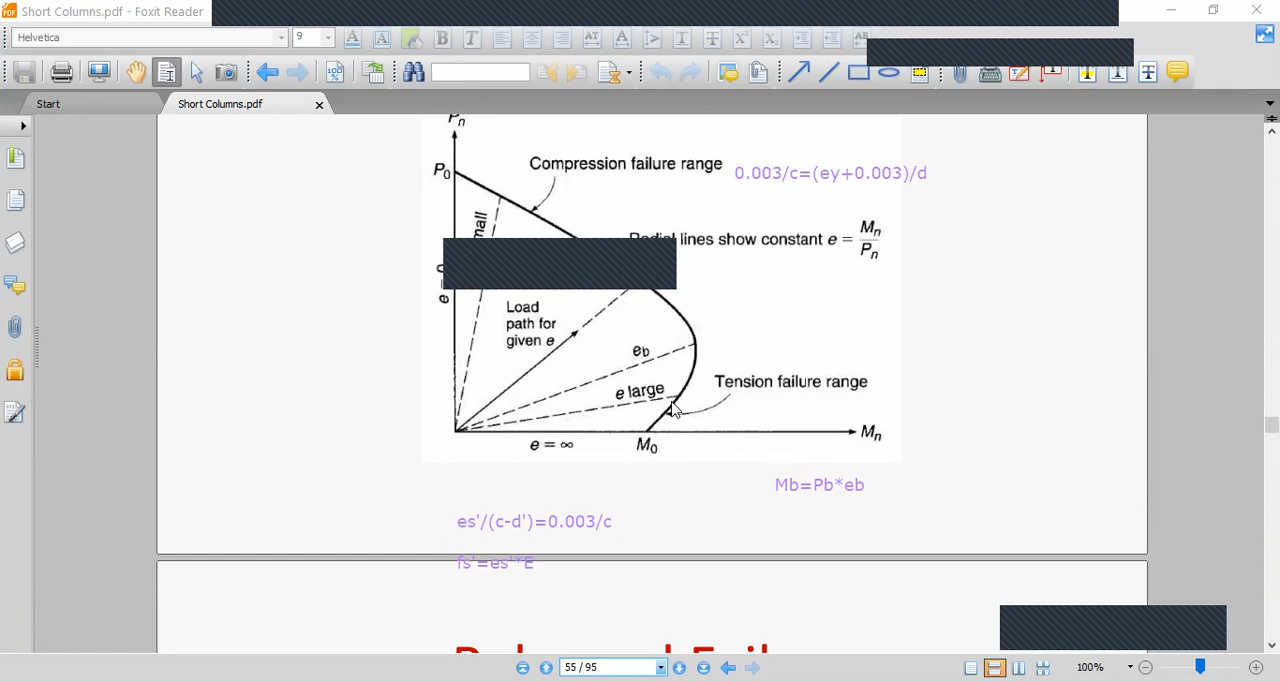 Short Columns.pdf - Foxit Reader
Helvetica
9
Start
Short Columns.pdf
Pn
Compression failure range
0.003/c=(ey+0.003)/d
P0
lines show constant e = Mn
Pn
Load
path for
given e
eb
e large
Tension failure range
e = ∞
M0
Mn
Mb=Pb*eb
es'/(c-d')=0.003/c
fs'=es'*E
55 / 95
100%